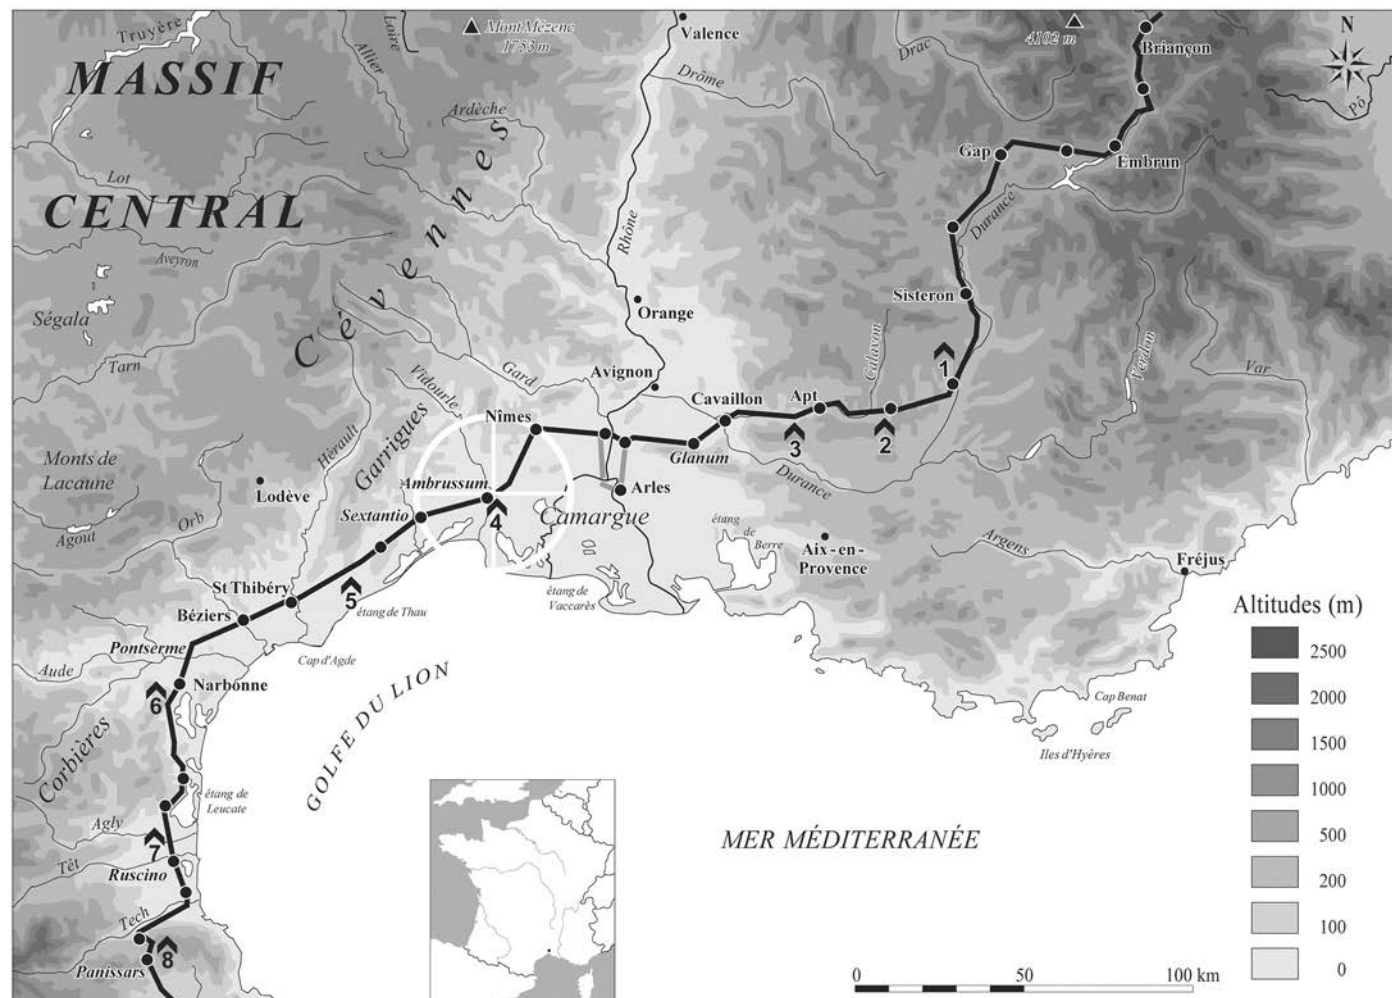 Truyère
Allier
Loire
Mont Mézenc
1753 m
Valence
Drac
4102 m
Briançon
N
Pô
MASSIF
Drôme
Ardèche
Gap
Embrun
Lot
CENTRAL
Cévennes
Rhône
Durance
Aveyron
Sisteron
Ségala
Orange
Calavon
Verdon
Tarn
Gard
Avignon
1
Var
Vidourle
Cavaillon
Apt
Nîmes
Garrigues
Hérault
2
3
Glanum
Monts de
Lacaune
Durance
Ambrussum
Arles
Lodève
Sextantio
4
Camargue
étang
de
Berre
Orb
Agout
Aix-en-
Provence
Argens
Fréjus
St Thibéry
5
étang de Thau
étang de
Vaccarès
Béziers
Altitudes (m)
Pontserme
Cap d'Agde
2500
Aude
Narbonne
GOLFE DU LION
6
2000
Cap Benat
Corbières
1500
Iles d'Hyères
étang de
Leucate
1000
Agly
500
MER MÉDITERRANÉE
7
Têt
Ruscino
200
Tech
100
8
Panissars
0
0 50 100 km